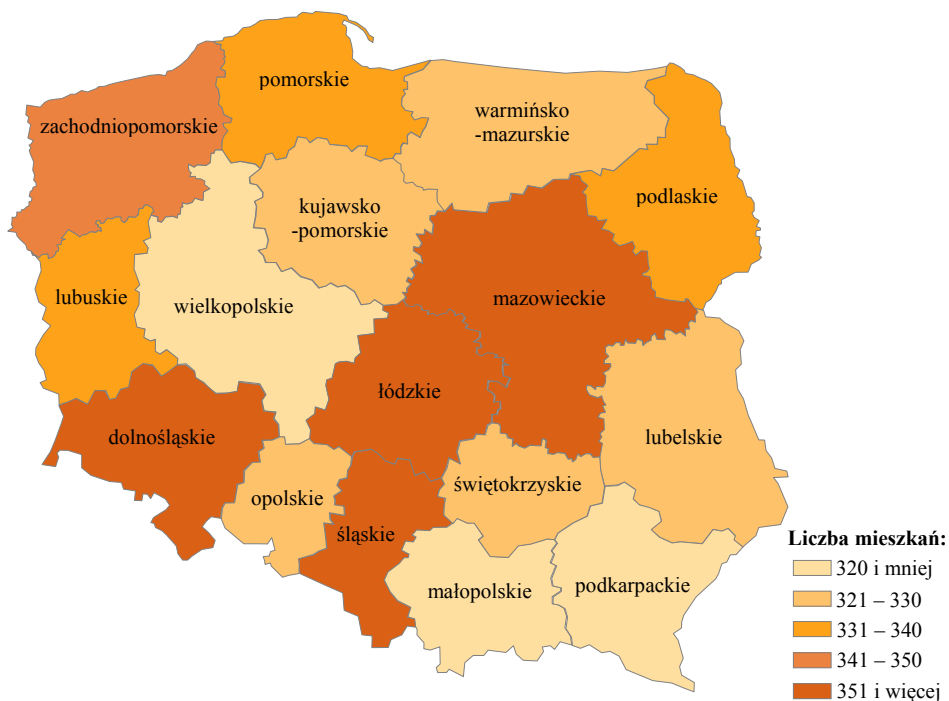 pomorskie
zachodniopomorskie
warmińsko
-mazurskie
podlaskie
kujawsko
-pomorskie
lubuskie
wielkopolskie
mazowieckie
łódzkie
dolnośląskie
lubelskie
opolskie
świętokrzyskie
śląskie
małopolskie
podkarpackie
Liczba mieszkań:
320 i mniej
321 – 330
331 – 340
341 – 350
351 i więcej